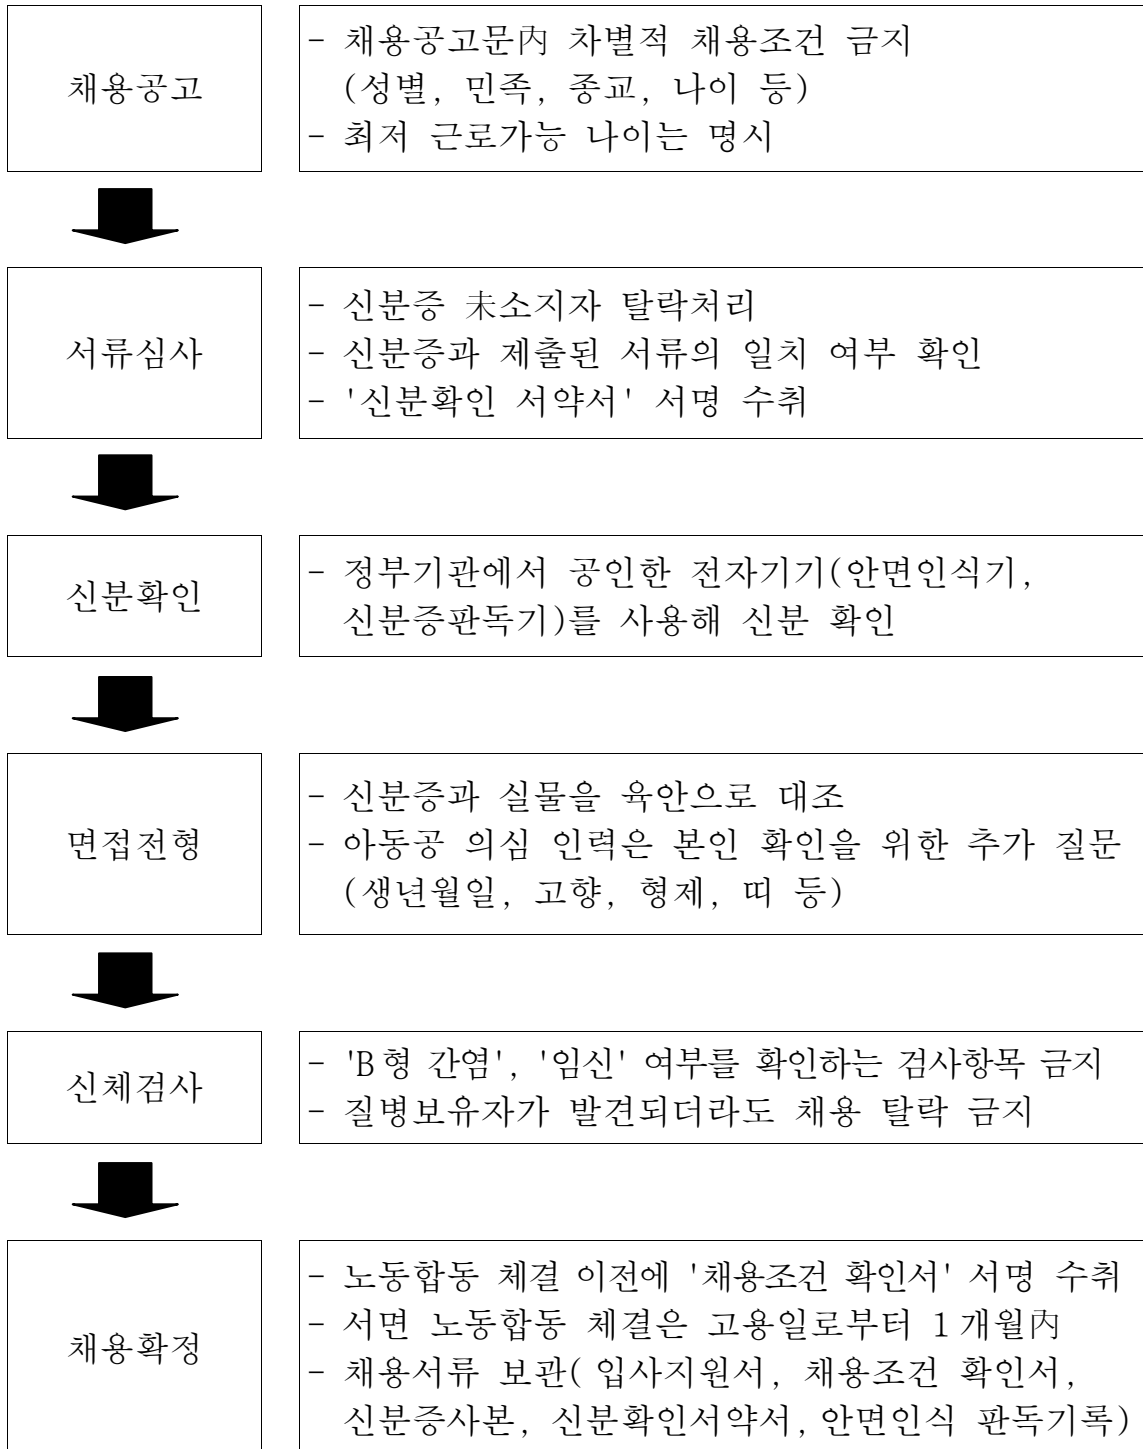 채용공고
- 채용공고문內 차별적 채용조건 금지
(성별, 민족, 종교, 나이 등)
- 최저 근로가능 나이는 명시
서류심사
- 신분증 未소지자 탈락처리
- 신분증과 제출된 서류의 일치 여부 확인
- '신분확인 서약서' 서명 수취
신분확인
- 정부기관에서 공인한 전자기기(안면인식기,
신분증판독기)를 사용해 신분 확인
면접전형
- 신분증과 실물을 육안으로 대조
- 아동공 의심 인력은 본인 확인을 위한 추가 질문
(생년월일, 고향, 형제, 띠 등)
신체검사
- 'B형 간염', '임신' 여부를 확인하는 검사항목 금지
- 질병보유자가 발견되더라도 채용 탈락 금지
채용확정
- 노동합동 체결 이전에 '채용조건 확인서' 서명 수취
- 서면 노동합동 체결은 고용일로부터 1개월內
- 채용서류 보관( 입사지원서, 채용조건 확인서,
신분증사본, 신분확인서약서, 안면인식 판독기록)